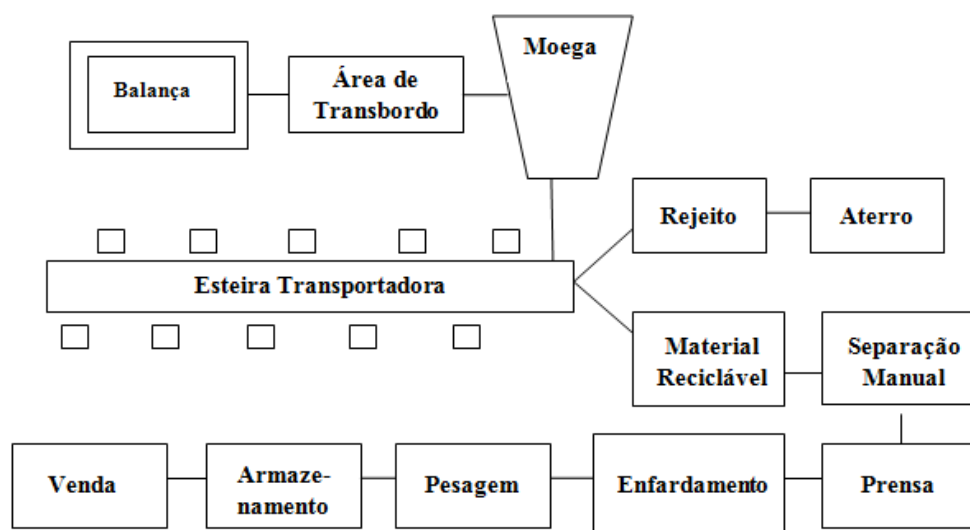 Balança
Área de
Transbordo
Moega
Rejeito
Aterro
Esteira Transportadora
Material
Reciclável
Separação
Manual
Venda
Armaze-
namento
Pesagem
Enfardamento
Prensa